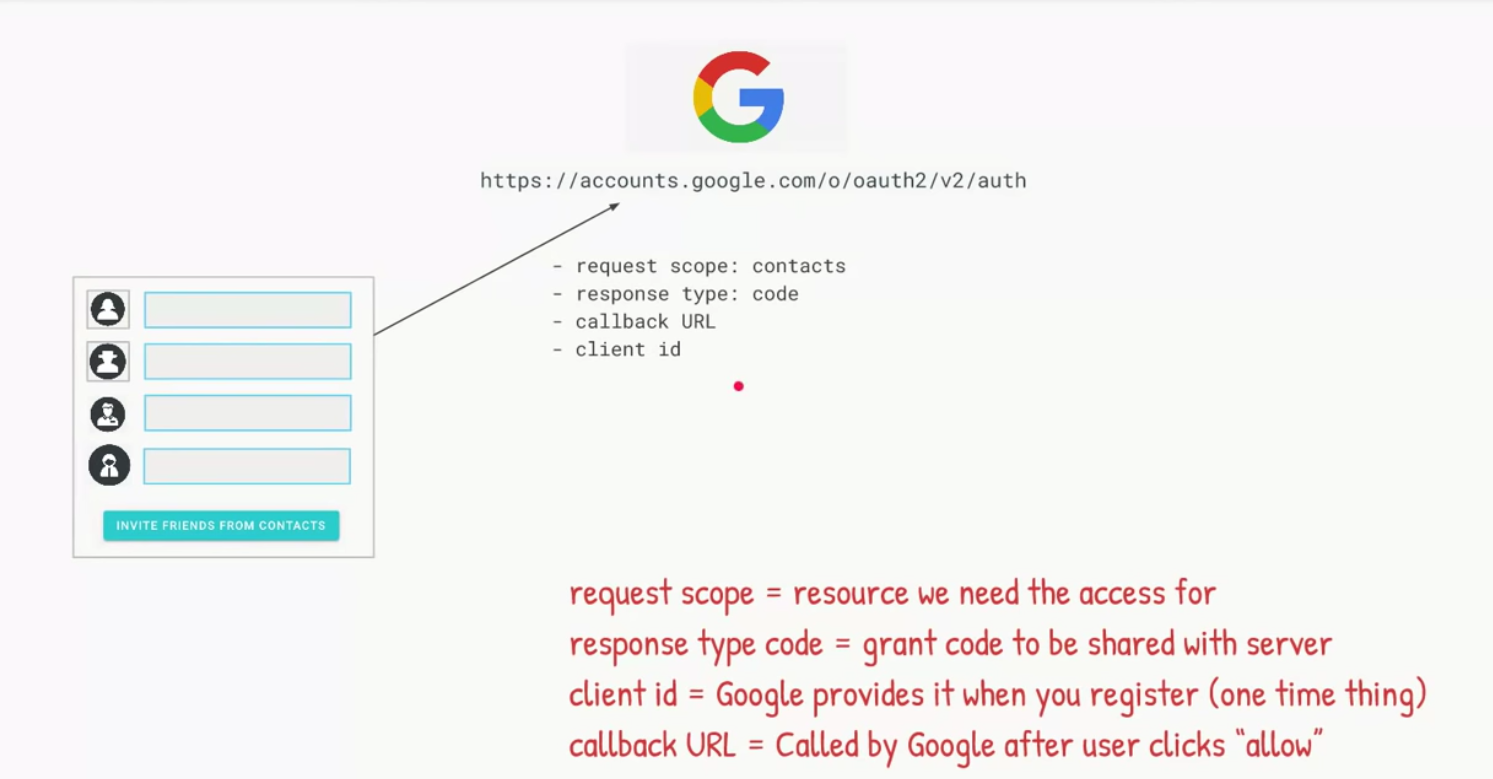 https://accounts.google.com/o/oauth2/v2/auth
- request scope: contacts
- response type: code
- callback URL
- client id
INVITE FRIENDS FROM CONTACTS
request scope = resource we need the access for
response type code = grant code to be shared with server
client id = Google provides it when you register (one time thing)
callback URL = Called by Google after user clicks “allow”